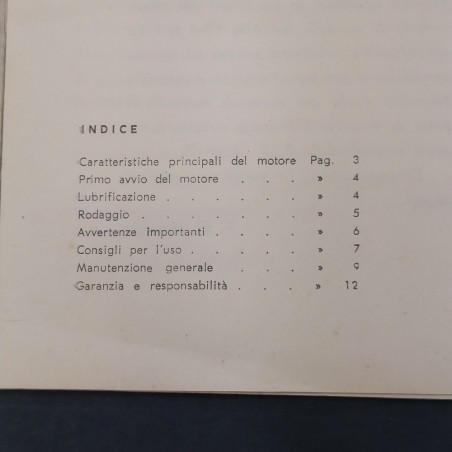 INDICE
Caratteristiche principali del motore Pag. 3
Primo avvio del motore . . . » 4
Lubrificazione . . . . . . » 4
Rodaggio . . . . . . . » 5
Avvertenze importanti . . . . » 6
Consigli per l'uso . . . . . » 7
Manutenzione generale . . . . » 9
Garanzia e responsabilità . . . » 12